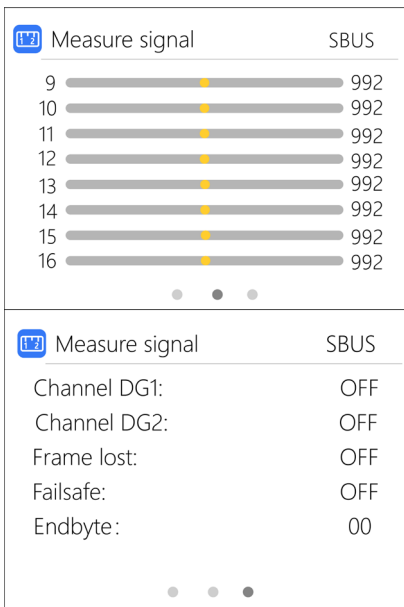 Measure signal SBUS
9 992
10 992
11 992
12 992
13 992
14 992
15 992
16 992
Measure signal SBUS
Channel DG1: OFF
Channel DG2: OFF
Frame lost: OFF
Failsafe: OFF
Endbyte: 00